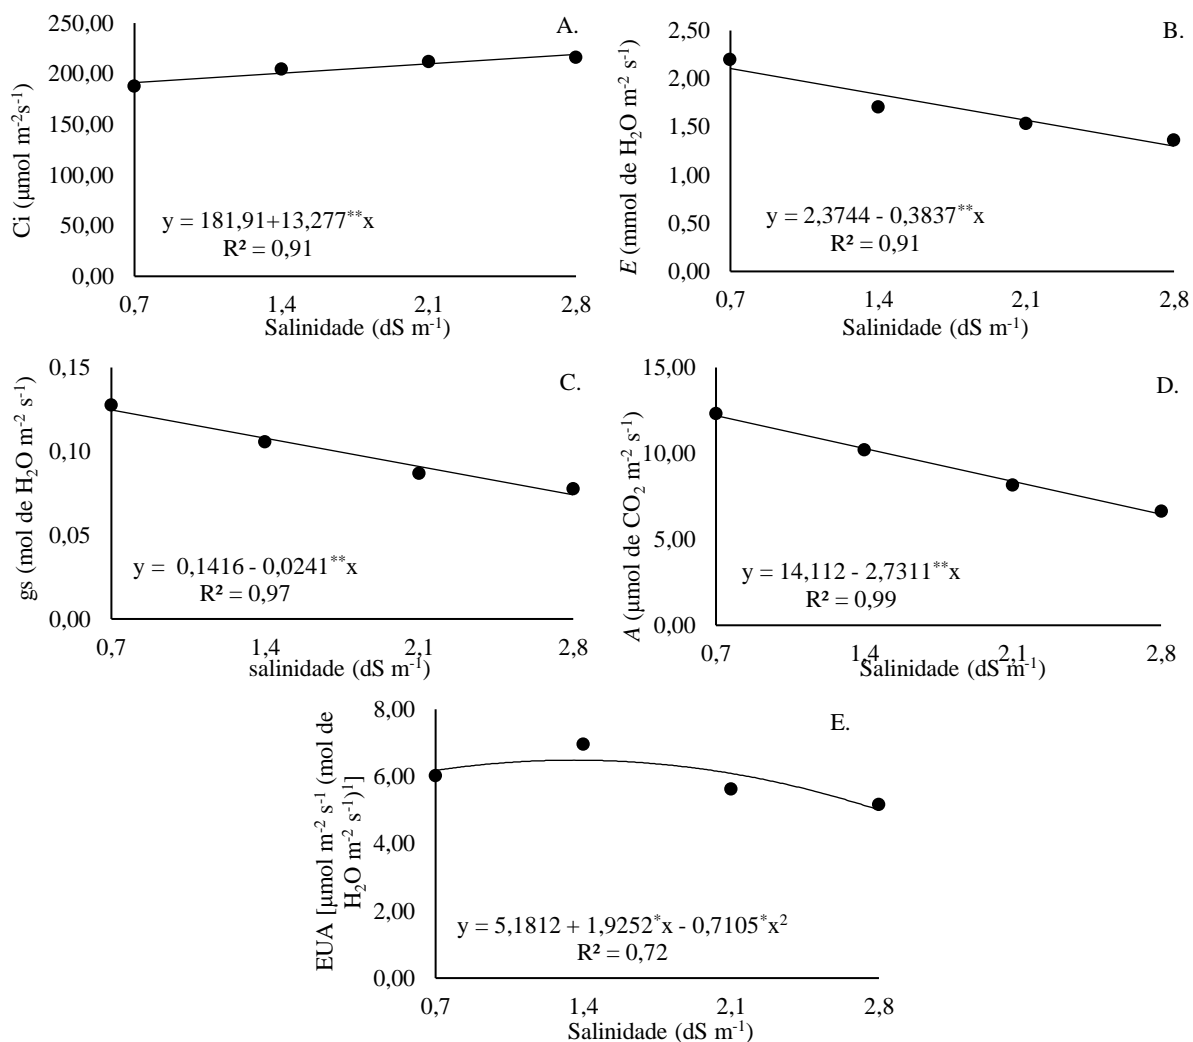 A.
250,00
200,00
150,00
100,00
50,00
0,00
Ci (µmol m⁻²s⁻¹)
y = 181,91+13,277**x
R² = 0,91
0,7 1,4 2,1 2,8
Salinidade (dS m⁻¹)
B.
2,50
2,00
1,50
1,00
0,50
0,00
E (mmol de H₂O m⁻² s⁻¹)
y = 2,3744 - 0,3837**x
R² = 0,91
0,7 1,4 2,1 2,8
Salinidade (dS m⁻¹)
C.
0,15
0,10
0,05
0,00
gs (mol de H₂O m⁻² s⁻¹)
y = 0,1416 - 0,0241**x
R² = 0,97
0,7 1,4 2,1 2,8
salinidade (dS m⁻¹)
D.
15,00
10,00
5,00
0,00
A (µmol de CO₂ m⁻² s⁻¹)
y = 14,112 - 2,7311**x
R² = 0,99
0,7 1,4 2,1 2,8
Salinidade (dS m⁻¹)
E.
8,00
6,00
4,00
2,00
0,00
EUA [µmol m⁻² s⁻¹ (mol de
H₂O m⁻² s⁻¹)¹]
y = 5,1812 + 1,9252*x - 0,7105*x²
R² = 0,72
0,7 1,4 2,1 2,8
Salinidade (dS m⁻¹)